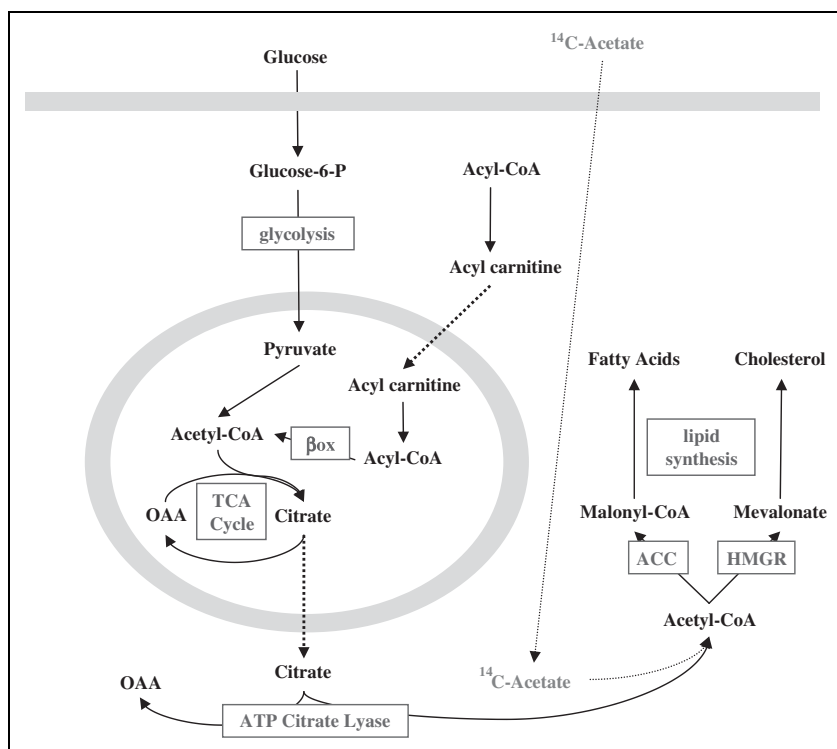 Glucose
¹⁴C-Acetate
Glucose-6-P
Acyl-CoA
glycolysis
Acyl carnitine
Pyruvate
Acyl carnitine
Fatty Acids
Cholesterol
Acetyl-CoA
βox
Acyl-CoA
lipid
synthesis
OAA
TCA
Cycle
Citrate
Malonyl-CoA
Mevalonate
ACC
HMGR
Acetyl-CoA
Citrate
OAA
¹⁴C-Acetate
ATP Citrate Lyase